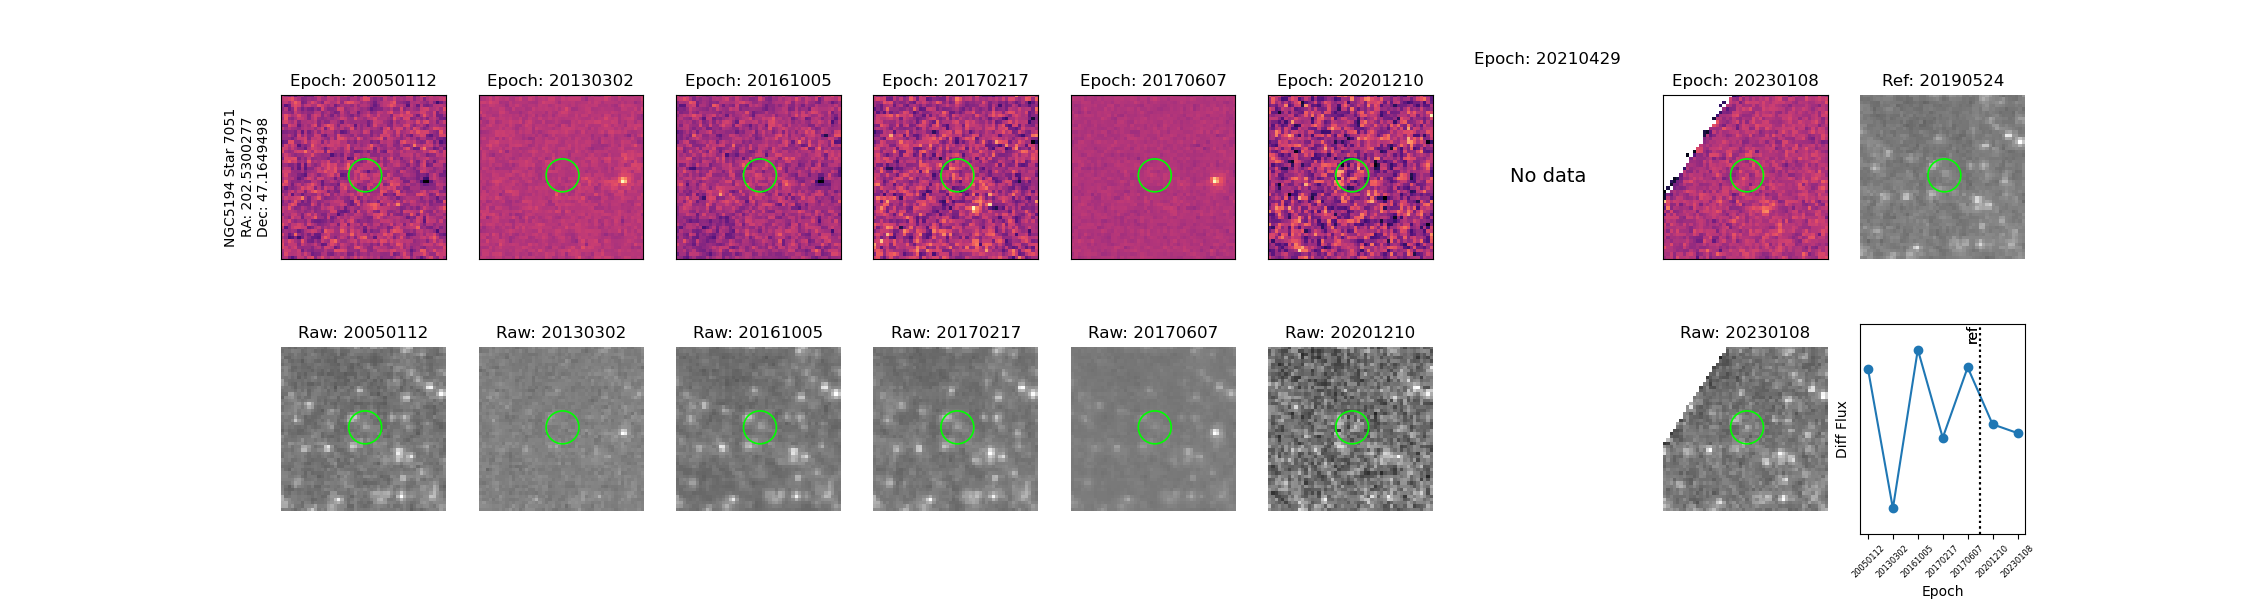 NGC5194 Star 7051
RA: 202.5300277
Dec: 47.1649498
Epoch: 20050112
Epoch: 20130302
Epoch: 20161005
Epoch: 20170217
Epoch: 20170607
Epoch: 20201210
Epoch: 20210429
Epoch: 20230108
Ref: 20190524
No data
Raw: 20050112
Raw: 20130302
Raw: 20161005
Raw: 20170217
Raw: 20170607
Raw: 20201210
Raw: 20230108
ref
Diff Flux
20050112
20130302
20161005
20170217
20170607
20201210
20230108
Epoch